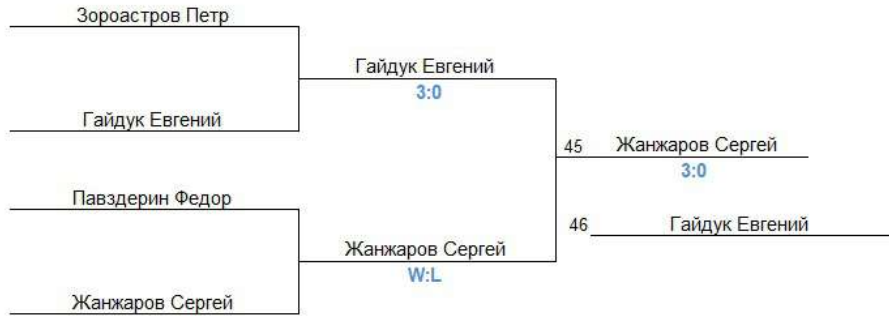 Зороастров Петр
Гайдук Евгений
3:0
Гайдук Евгений
45 Жанжаров Сергей
3:0
Павздерин Федор
46 Гайдук Евгений
Жанжаров Сергей
W:L
Жанжаров Сергей